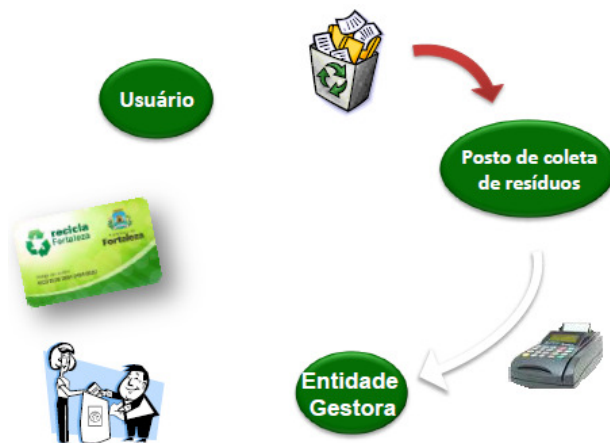 Usuário
Posto de coleta
de resíduos
recicla
Fortaleza
Fortaleza
Entidade
Gestora